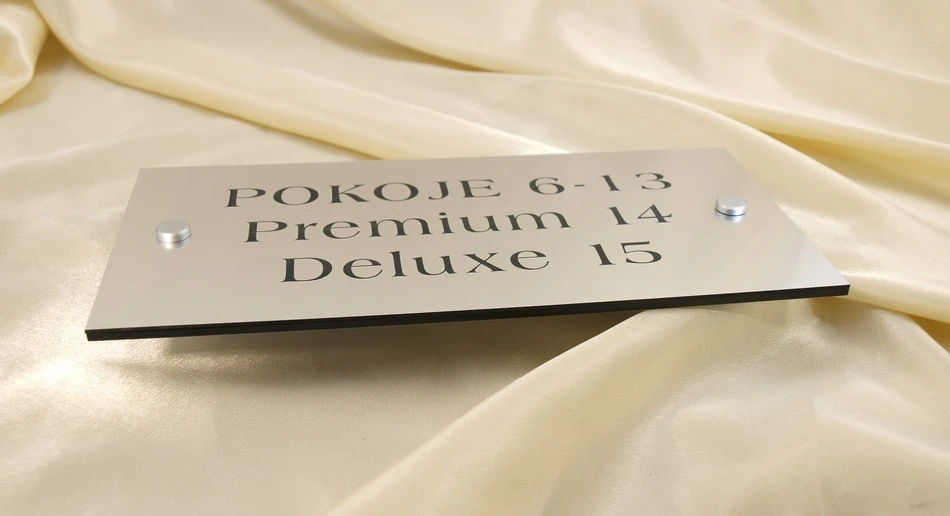 POKOJE 6-13
Premium 14
Deluxe 15